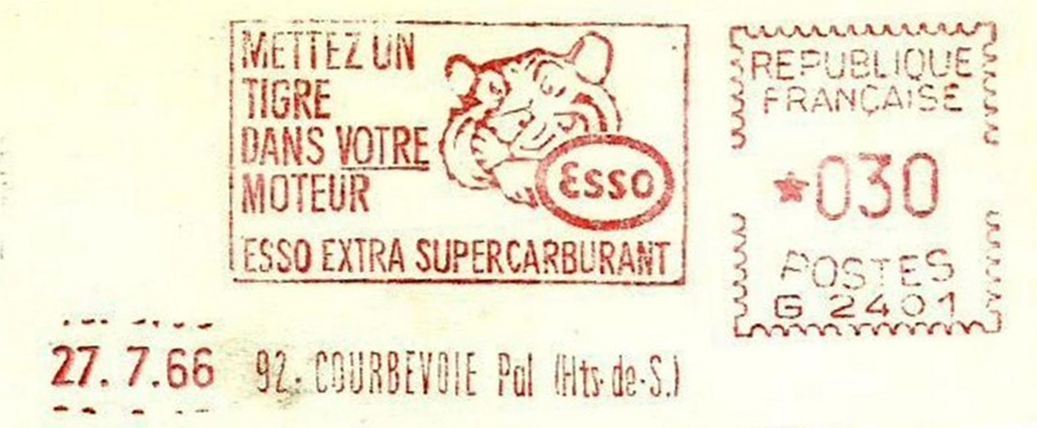 METTEZ UN
TIGRE
DANS VOTRE
MOTEUR
Esso
ESSO EXTRA SUPERCARBURANT
REPUBLIQUE
FRANÇAISE
★030
POSTES
G 2401
27. 7.66
92. COURBEVOIE Pal (Hts-de-S.)